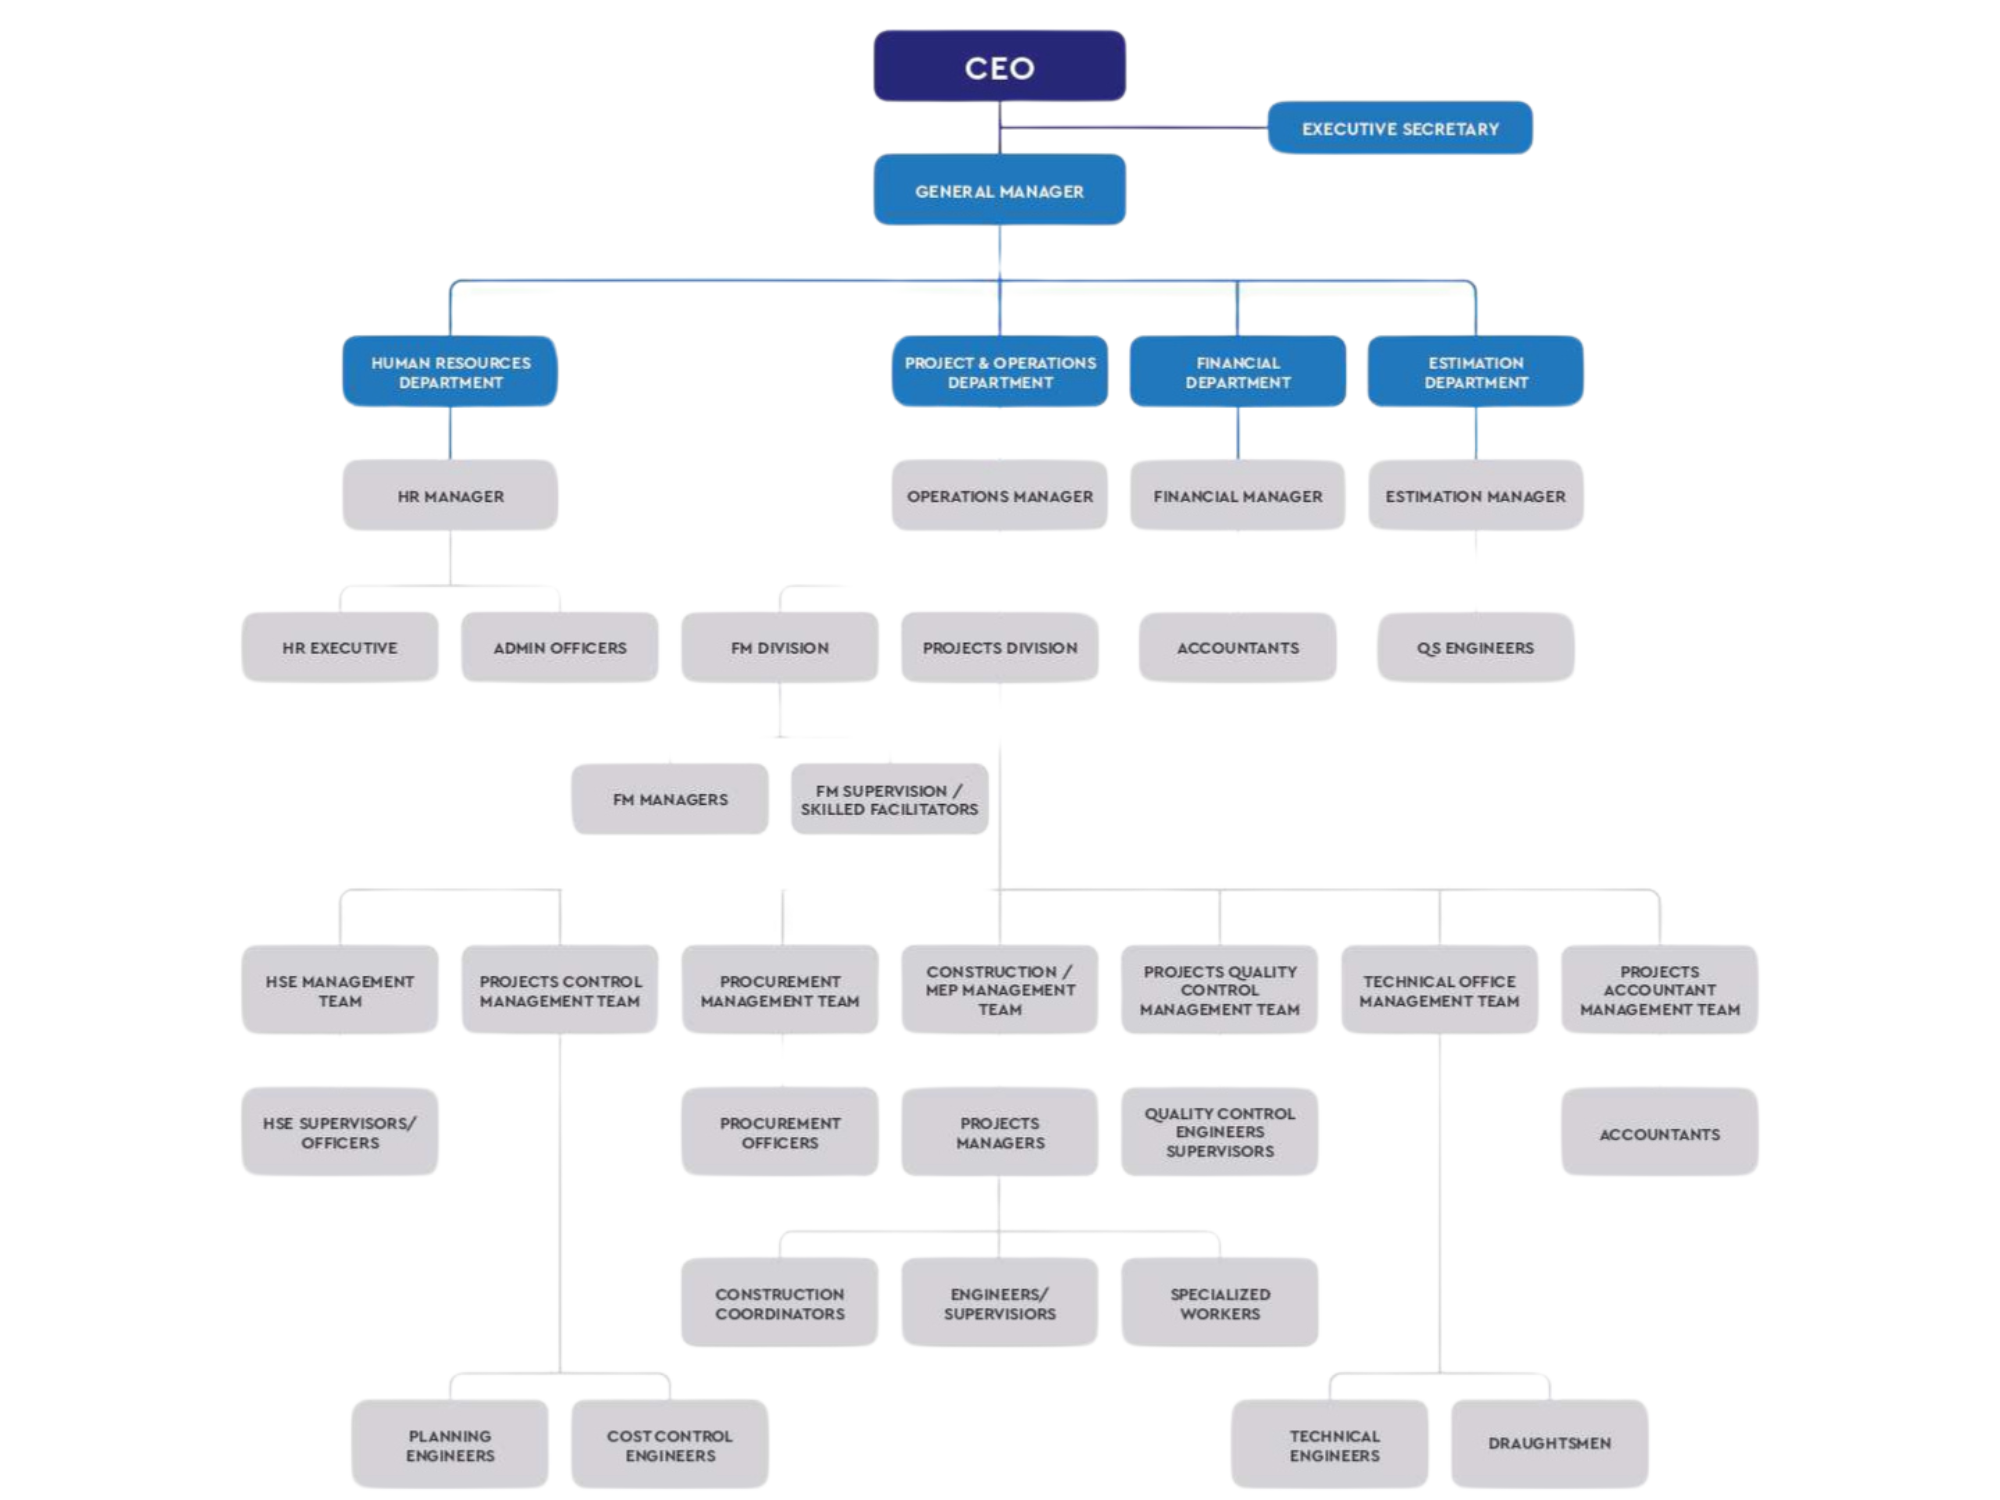 CEO
EXECUTIVE SECRETARY
GENERAL MANAGER
HUMAN RESOURCES
DEPARTMENT
PROJECT & OPERATIONS
DEPARTMENT
FINANCIAL
DEPARTMENT
ESTIMATION
DEPARTMENT
HR MANAGER
OPERATIONS MANAGER
FINANCIAL MANAGER
ESTIMATION MANAGER
HR EXECUTIVE
ADMIN OFFICERS
FM DIVISION
PROJECTS DIVISION
ACCOUNTANTS
QS ENGINEERS
FM MANAGERS
FM SUPERVISION /
SKILLED FACILITATORS
HSE MANAGEMENT
TEAM
PROJECTS CONTROL
MANAGEMENT TEAM
PROCUREMENT
MANAGEMENT TEAM
CONSTRUCTION /
MEP MANAGEMENT
TEAM
PROJECTS QUALITY
CONTROL
MANAGEMENT TEAM
TECHNICAL OFFICE
MANAGEMENT TEAM
PROJECTS
ACCOUNTANT
MANAGEMENT TEAM
HSE SUPERVISORS/
OFFICERS
PROCUREMENT
OFFICERS
PROJECTS
MANAGERS
QUALITY CONTROL
ENGINEERS
SUPERVISORS
ACCOUNTANTS
CONSTRUCTION
COORDINATORS
ENGINEERS/
SUPERVISIORS
SPECIALIZED
WORKERS
PLANNING
ENGINEERS
COST CONTROL
ENGINEERS
TECHNICAL
ENGINEERS
DRAUGHTSMEN